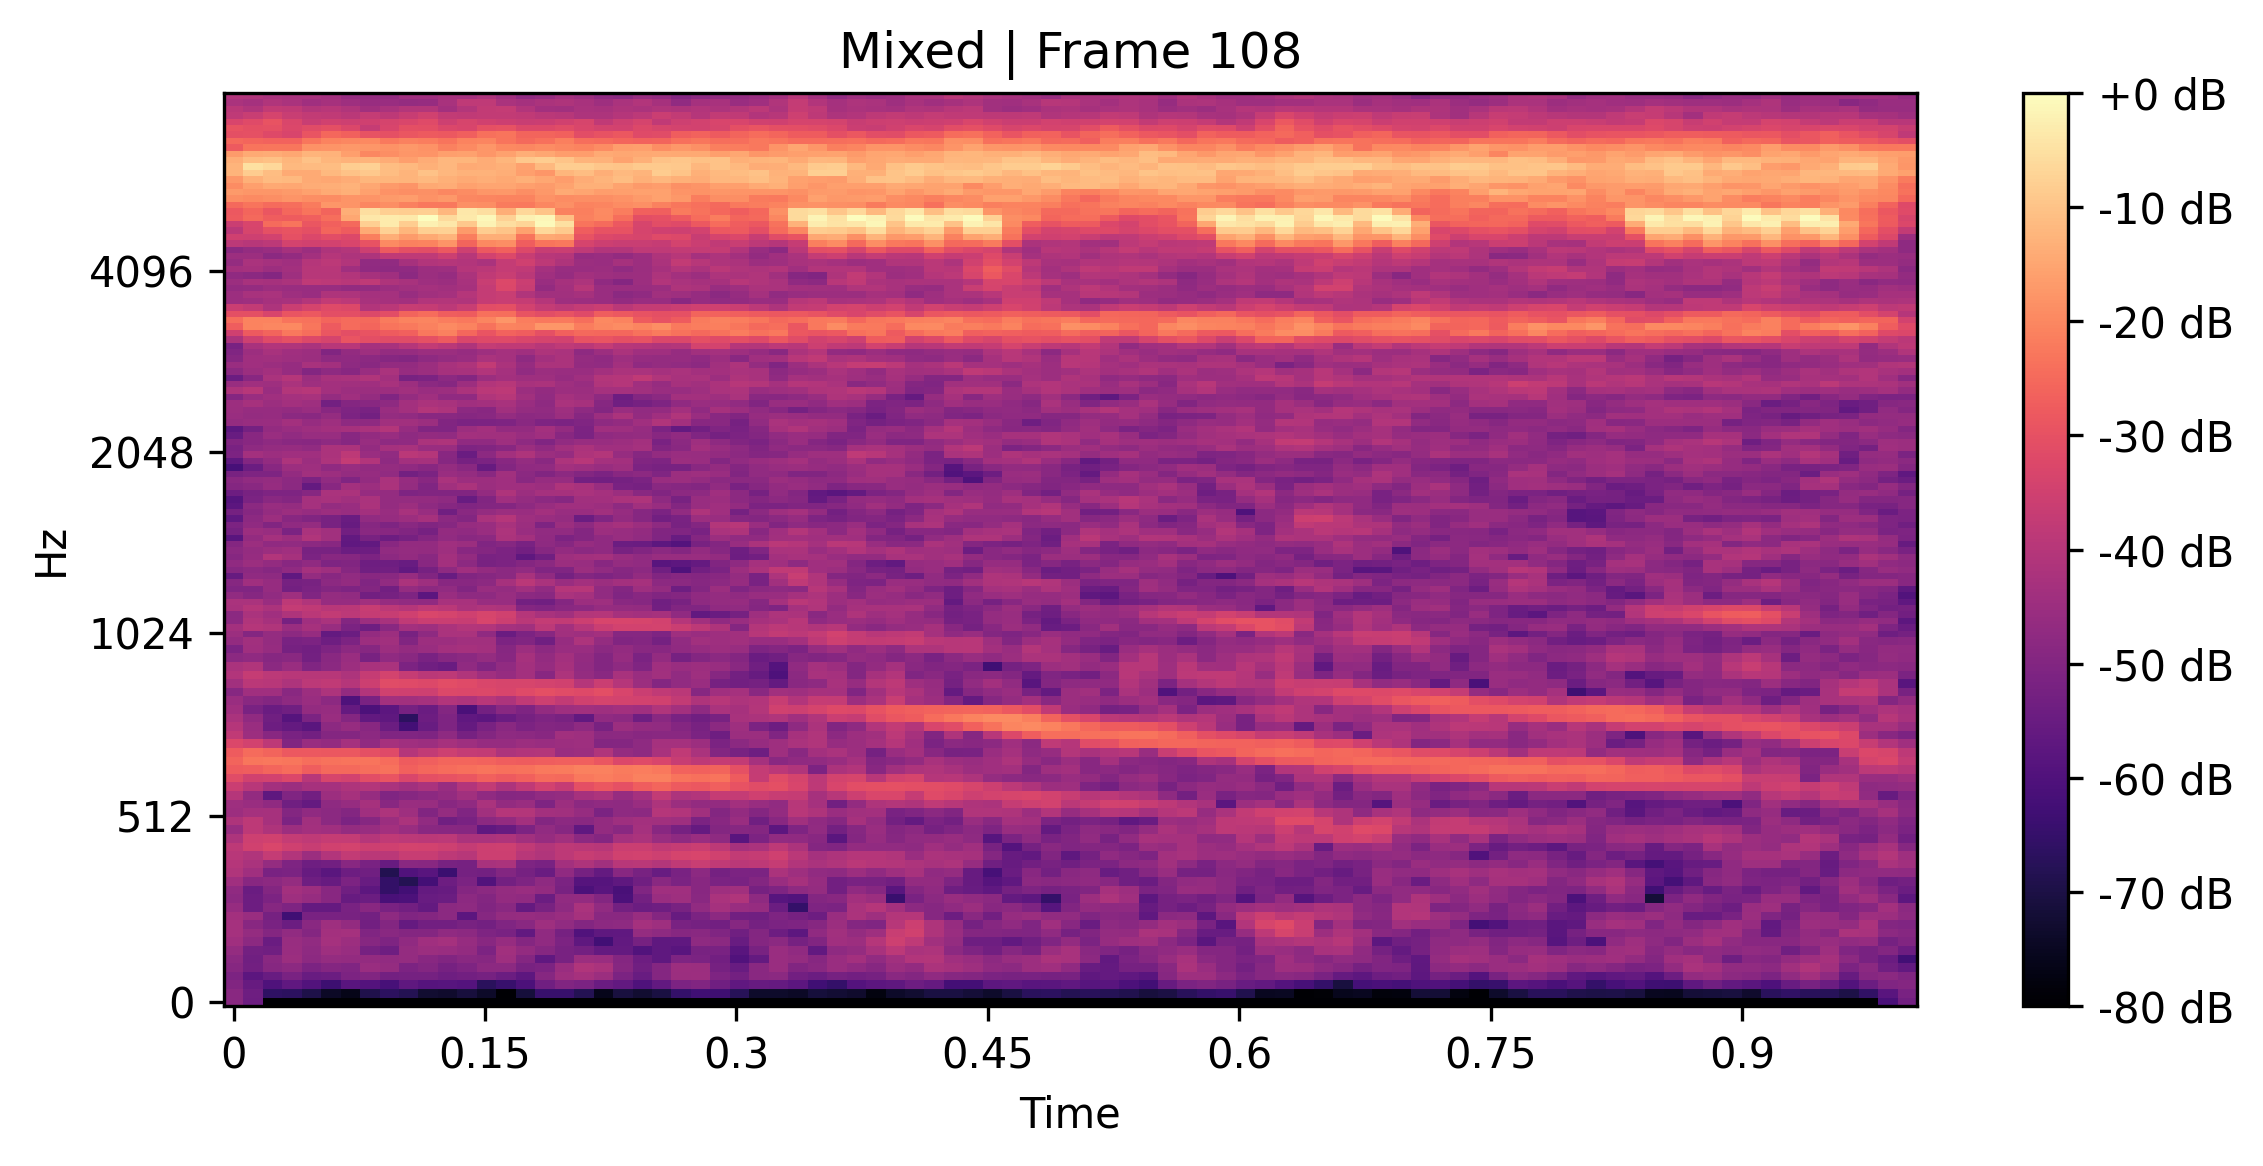 Mixed | Frame 108
Hz
4096
2048
1024
512
0
0 0.15 0.3 0.45 0.6 0.75 0.9
Time
+0 dB
-10 dB
-20 dB
-30 dB
-40 dB
-50 dB
-60 dB
-70 dB
-80 dB